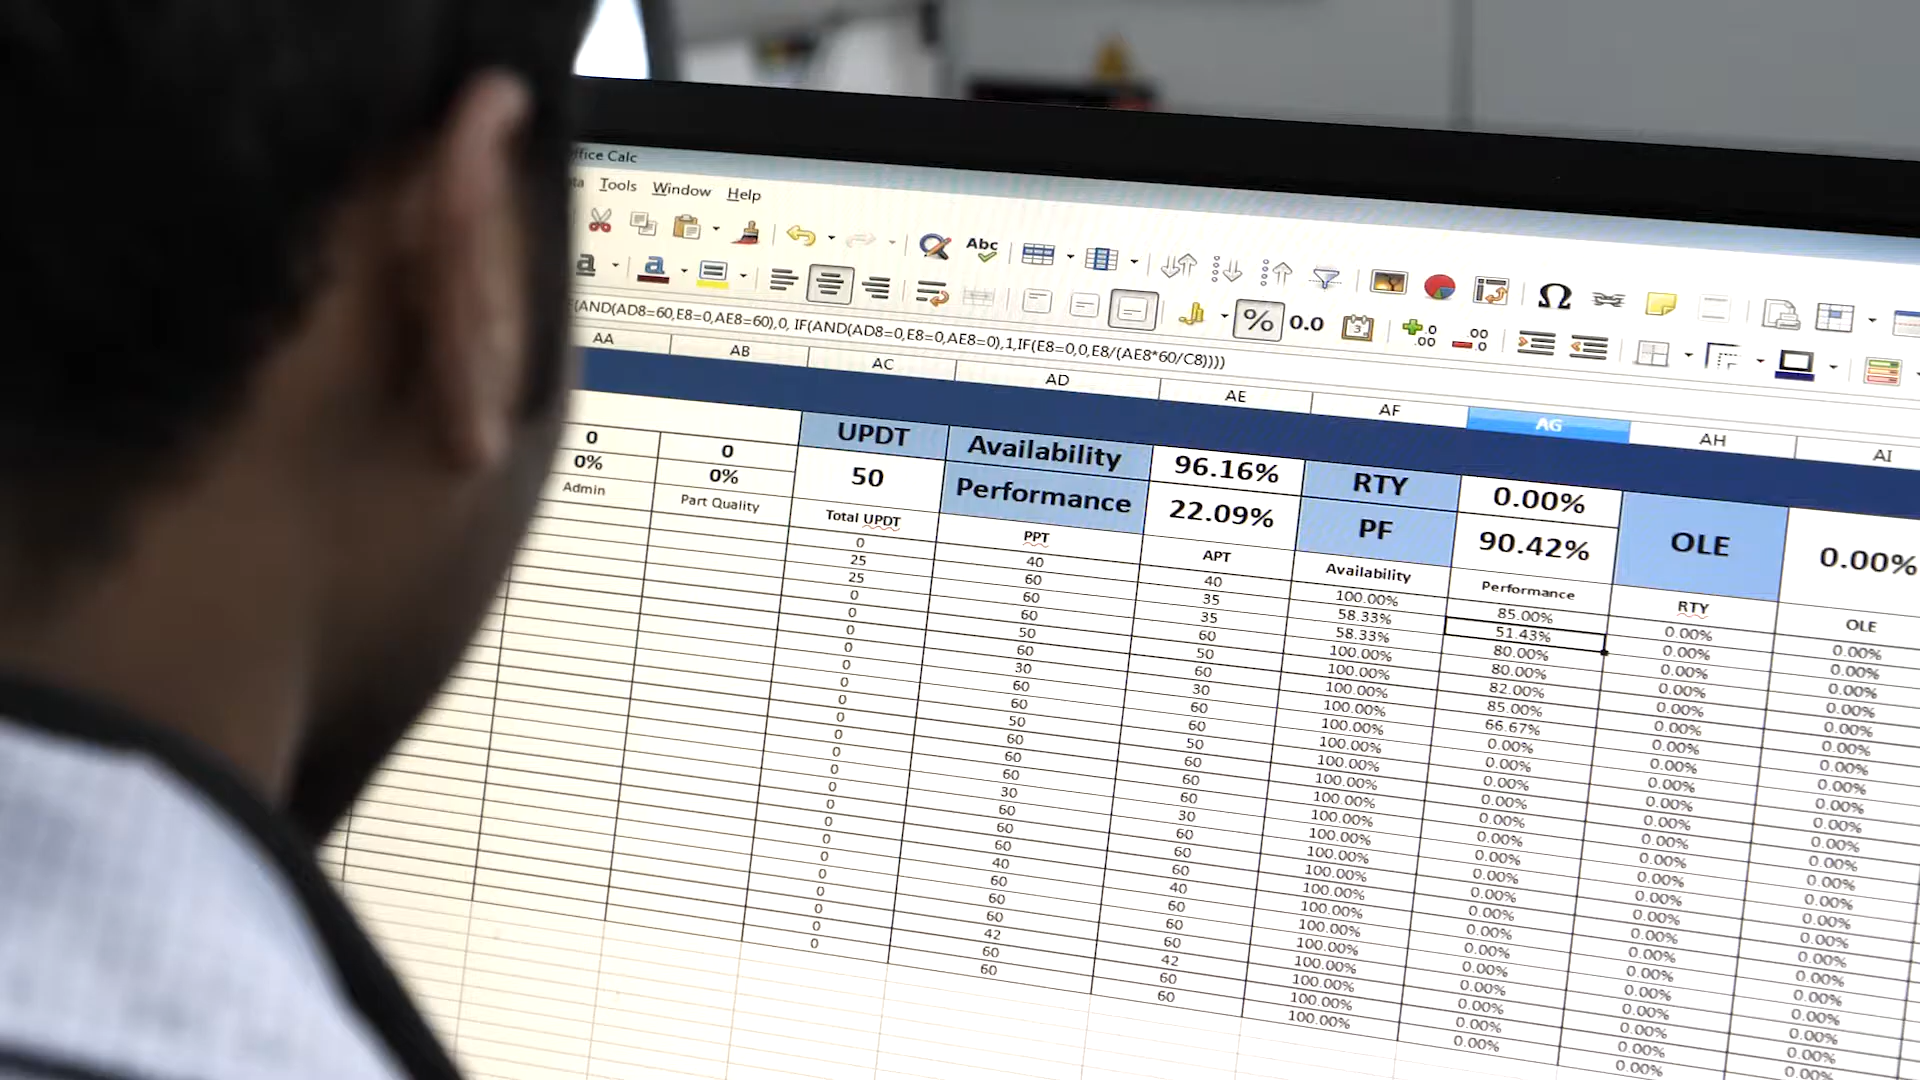 ffice Calc
ta Tools Window Help
Abc
a a % 0.0
(AND(AD8=60,E8=0,AE8=60),0, IF(AND(AD8=0,E8=0,AE8=0),1,IF(E8=0,0,E8/(AE8*60/C8))))
AA AB AC AD AE AF AG AH AI
0 0 UPDT Availability 96.16% RTY 0.00% OLE 0.00%
0% 0% 50 Performance 22.09% PF 90.42%
Admin Part Quality Total UPDT PPT APT Availability Performance RTY OLE
0 40 40 100.00% 85.00% 0.00% 0.00%
25 60 35 58.33% 51.43% 0.00% 0.00%
25 60 35 58.33% 80.00% 0.00% 0.00%
0 60 60 100.00% 80.00% 0.00% 0.00%
0 50 50 100.00% 82.00% 0.00% 0.00%
0 60 60 100.00% 85.00% 0.00% 0.00%
0 30 30 100.00% 66.67% 0.00% 0.00%
0 60 60 100.00% 0.00% 0.00% 0.00%
0 60 60 100.00% 0.00% 0.00% 0.00%
0 50 50 100.00% 0.00% 0.00% 0.00%
0 60 60 100.00% 0.00% 0.00% 0.00%
0 60 60 100.00% 0.00% 0.00% 0.00%
0 60 60 100.00% 0.00% 0.00% 0.00%
0 30 30 100.00% 0.00% 0.00% 0.00%
0 60 60 100.00% 0.00% 0.00% 0.00%
0 60 60 100.00% 0.00% 0.00% 0.00%
0 60 60 100.00% 0.00% 0.00% 0.00%
0 40 40 100.00% 0.00% 0.00% 0.00%
0 60 60 100.00% 0.00% 0.00% 0.00%
0 60 60 100.00% 0.00% 0.00% 0.00%
0 60 60 100.00% 0.00% 0.00% 0.00%
0 42 42 100.00% 0.00% 0.00% 0.00%
0 60 60 100.00% 0.00% 0.00% 0.00%
0 60 60 100.00% 0.00% 0.00%